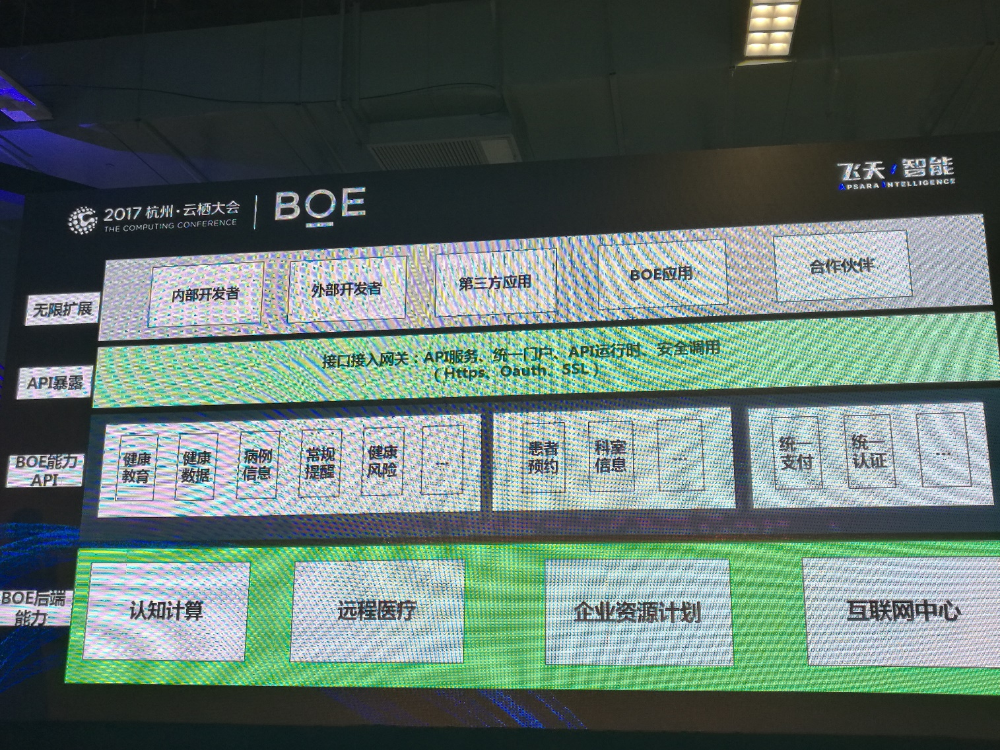 飞天·智能
APSARA INTELLIGENCE
2017 杭州·云栖大会
THE COMPUTING CONFERENCE
BOE
无限扩展
内部开发者
外部开发者
第三方应用
BOE应用
合作伙伴
API暴露
接口接入网关：API服务、统一门户、API运行时、安全调用
（Https、Oauth、SSL）
BOE能力
API
健康
教育
健康
数据
病例
信息
常规
提醒
健康
风险
...
患者
预约
科室
信息
...
统一
支付
统一
认证
...
BOE后端
能力
认知计算
远程医疗
企业资源计划
互联网中心